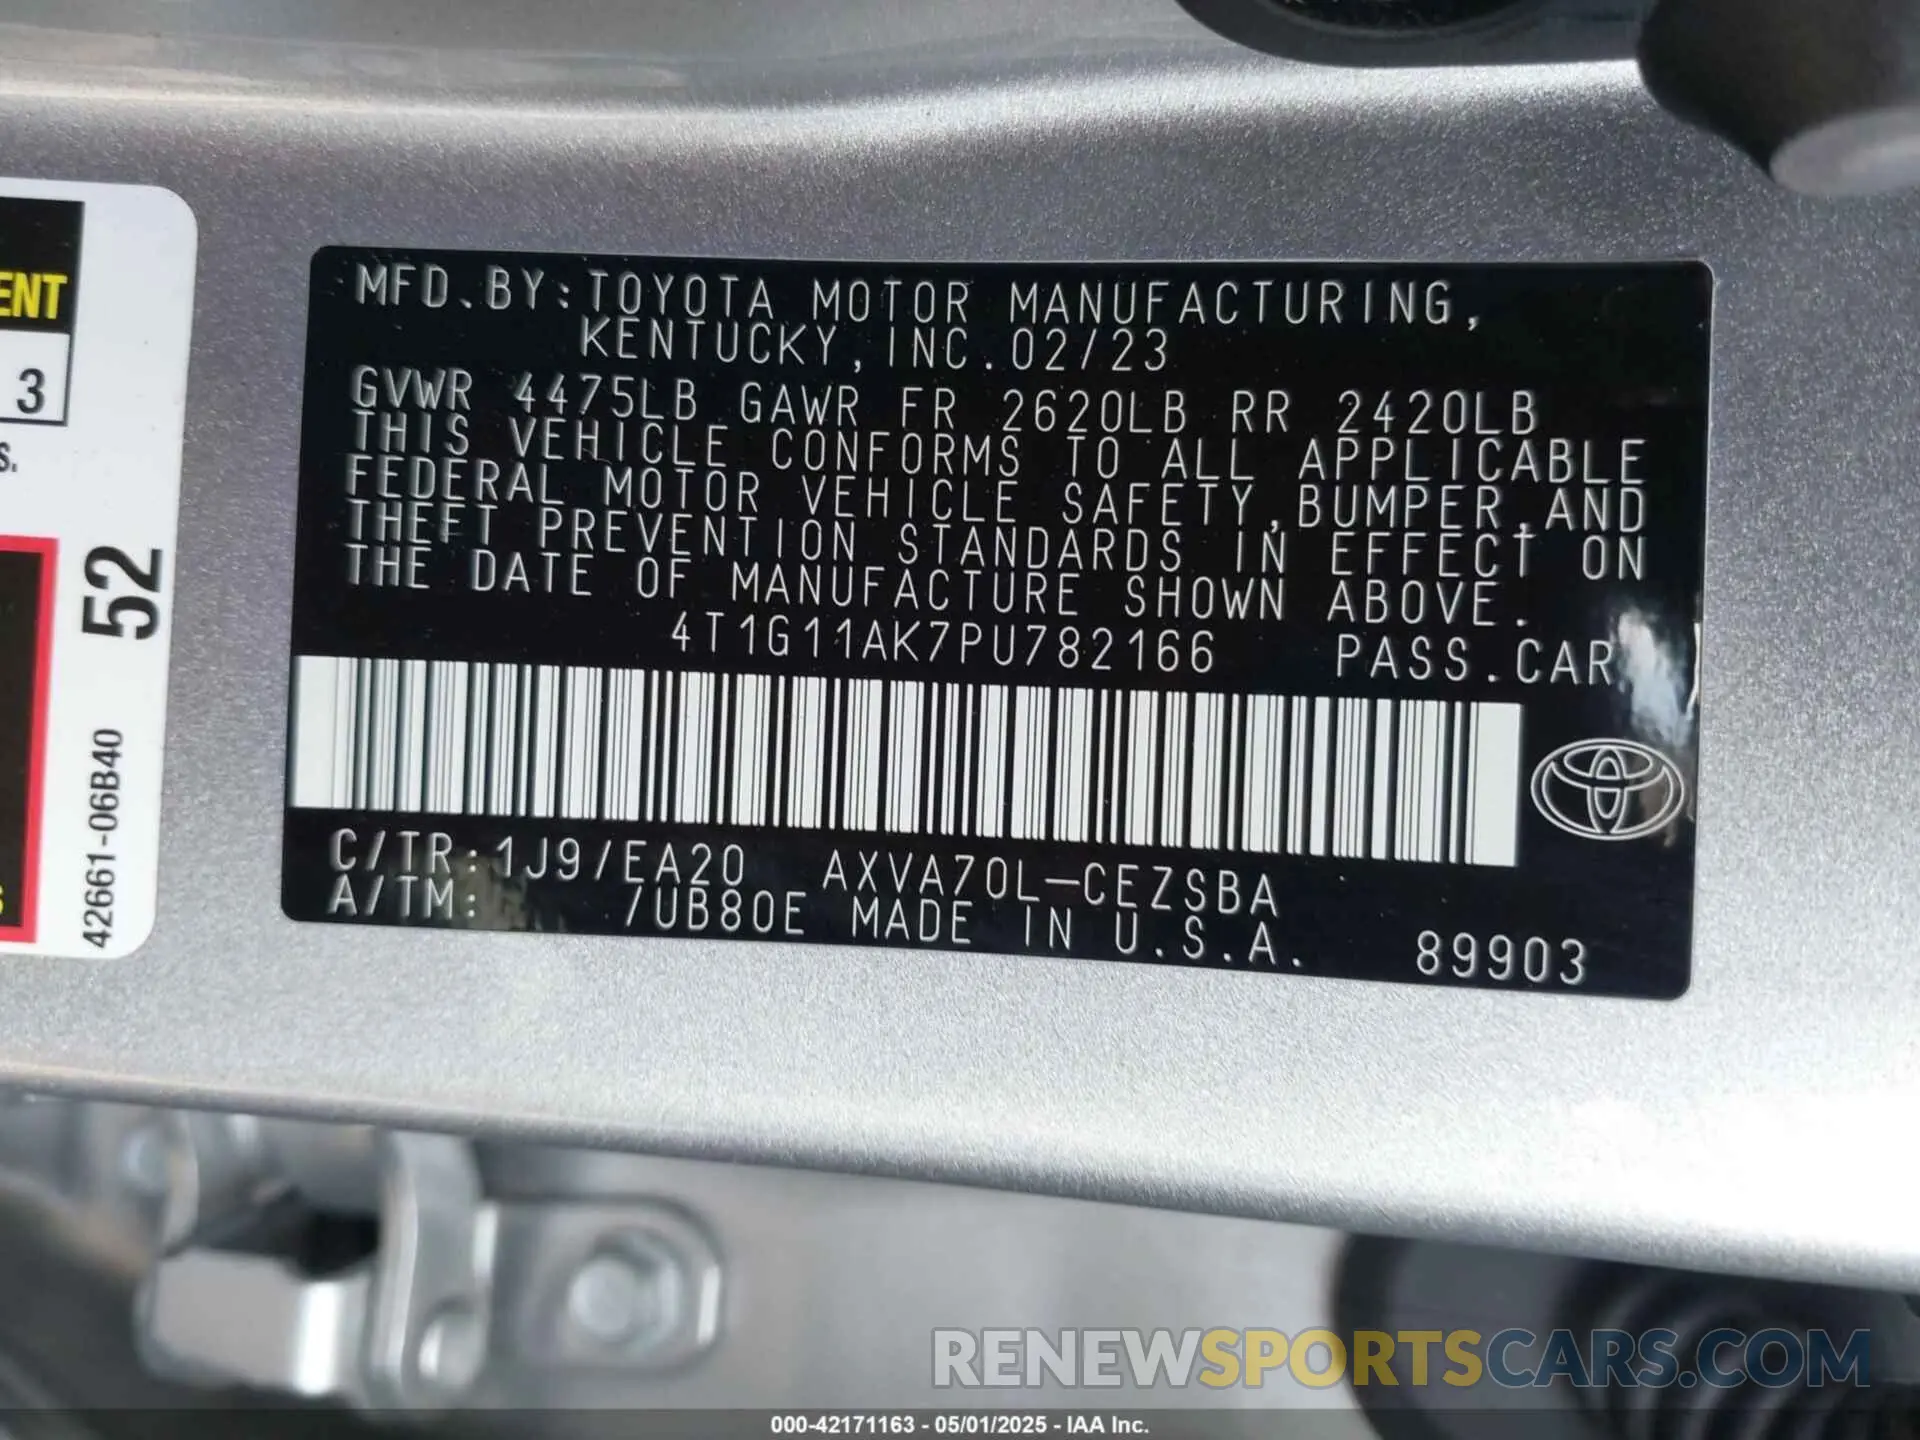 ENT
3
S.
52
42661-06B40
MFD.BY:TOYOTA MOTOR MANUFACTURING,
KENTUCKY,INC.02/23
GVWR 4475LB GAWR FR 2620LB RR 2420LB
THIS VEHICLE CONFORMS TO ALL APPLICABLE
FEDERAL MOTOR VEHICLE SAFETY,BUMPER,AND
THEFT PREVENTION STANDARDS IN EFFECT ON
THE DATE OF MANUFACTURE SHOWN ABOVE.
4T1G11AK7PU782166 PASS.CAR
C/TR:1J9/EA20 AXVA70L-CEZSBA
A/TM: /UB80E MADE IN U.S.A. 89903
RENEWSPORTSCARS.COM
000-42171163 - 05/01/2025 - IAA Inc.